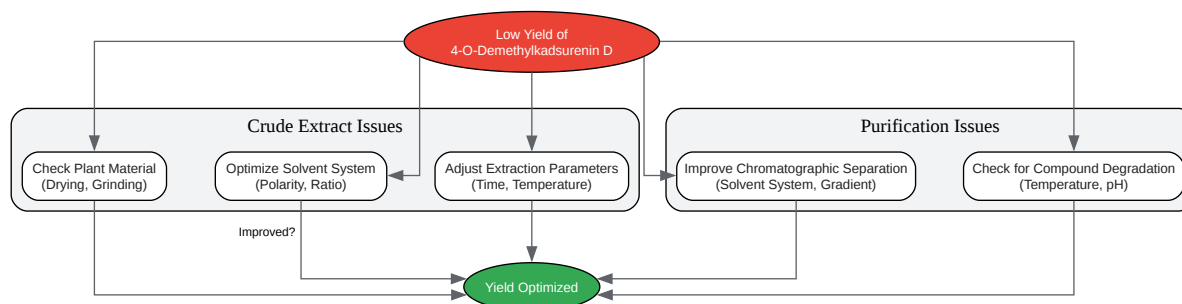 Low Yield of
4-O-Demethylkadsurenin D
Crude Extract Issues
Purification Issues
Check Plant Material
(Drying, Grinding)
Optimize Solvent System
(Polarity, Ratio)
Adjust Extraction Parameters
(Time, Temperature)
Improve Chromatographic Separation
(Solvent System, Gradient)
Check for Compound Degradation
(Temperature, pH)
Improved?
Yield Optimized